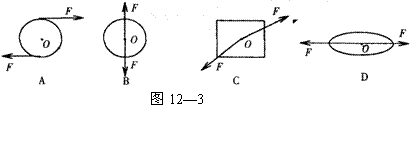 F F F F
O O O O
F F F F
A B C D
图 12—3